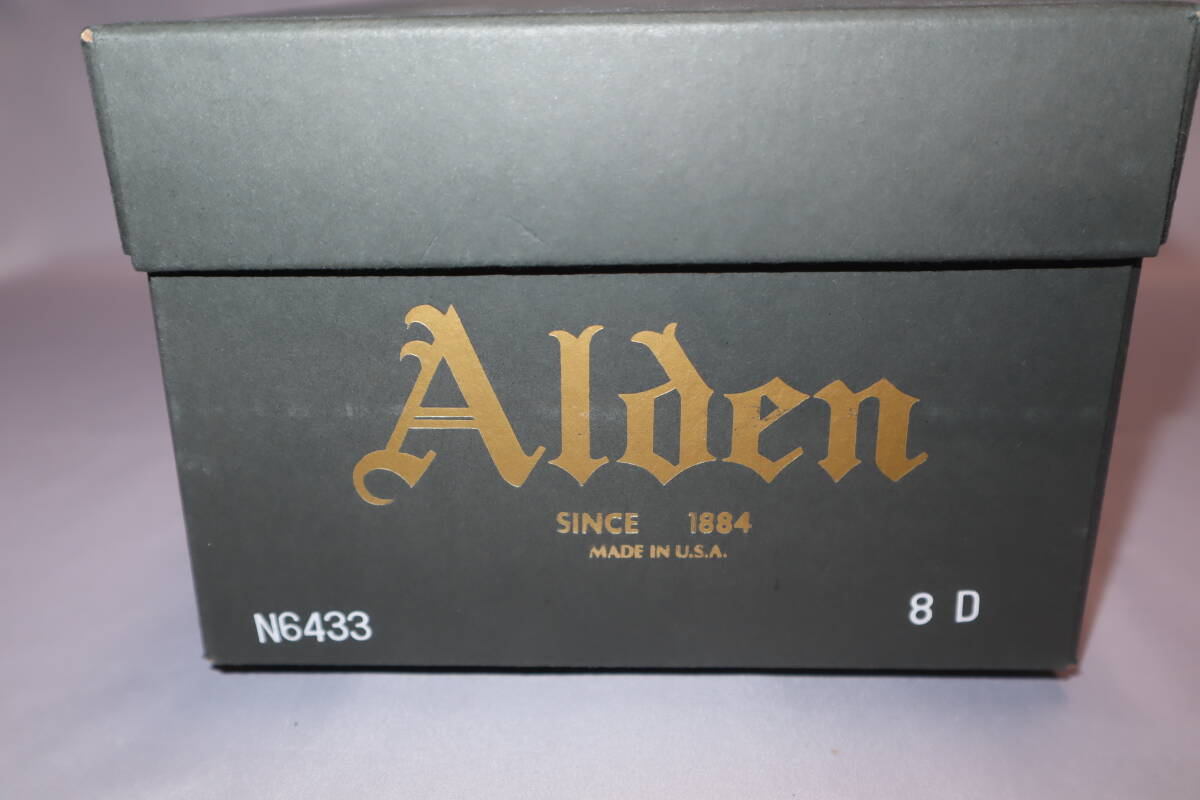 Alden
SINCE 1884
MADE IN U.S.A.
N6433
8 D